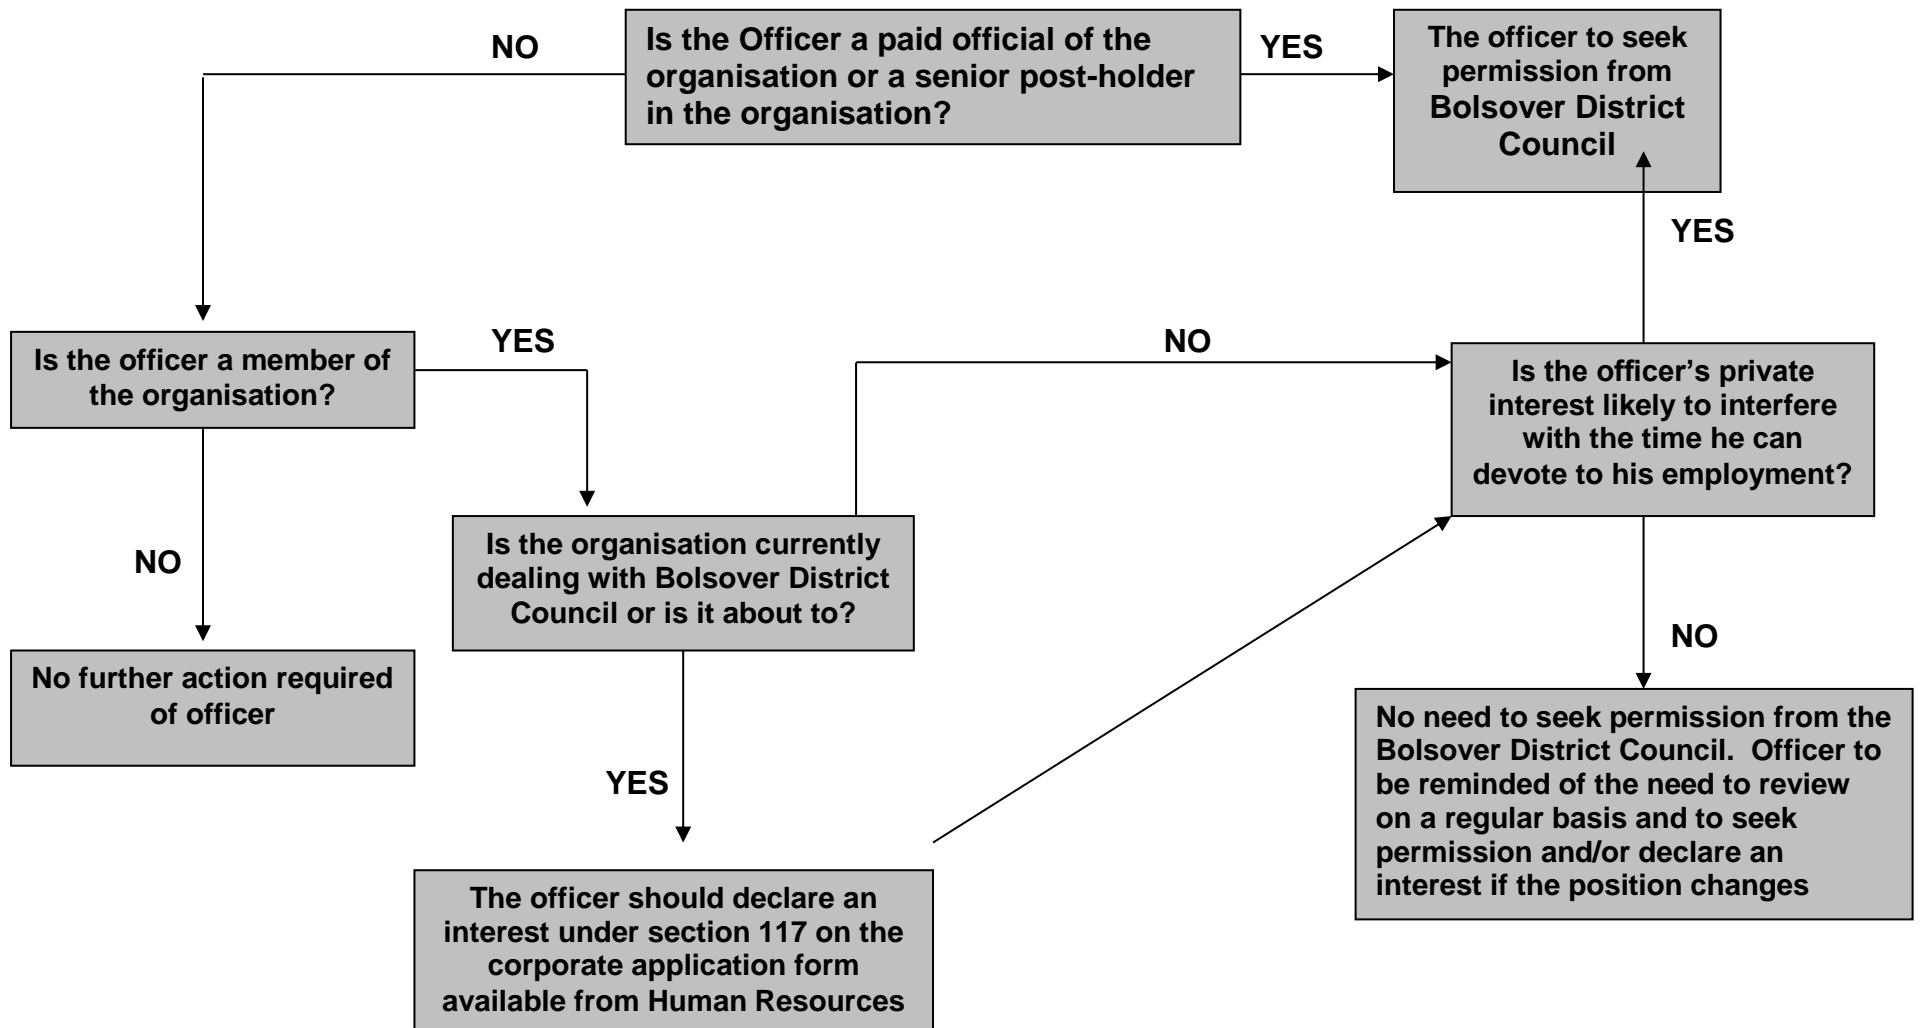 NO
Is the Officer a paid official of the
organisation or a senior post-holder
in the organisation?
YES
The officer to seek
permission from
Bolsover District
Council
YES
Is the officer a member of
the organisation?
YES
NO
Is the officer’s private
interest likely to interfere
with the time he can
devote to his employment?
NO
Is the organisation currently
dealing with Bolsover District
Council or is it about to?
NO
No further action required
of officer
YES
No need to seek permission from the
Bolsover District Council.  Officer to
be reminded of the need to review
on a regular basis and to seek
permission and/or declare an
interest if the position changes
The officer should declare an
interest under section 117 on the
corporate application form
available from Human Resources